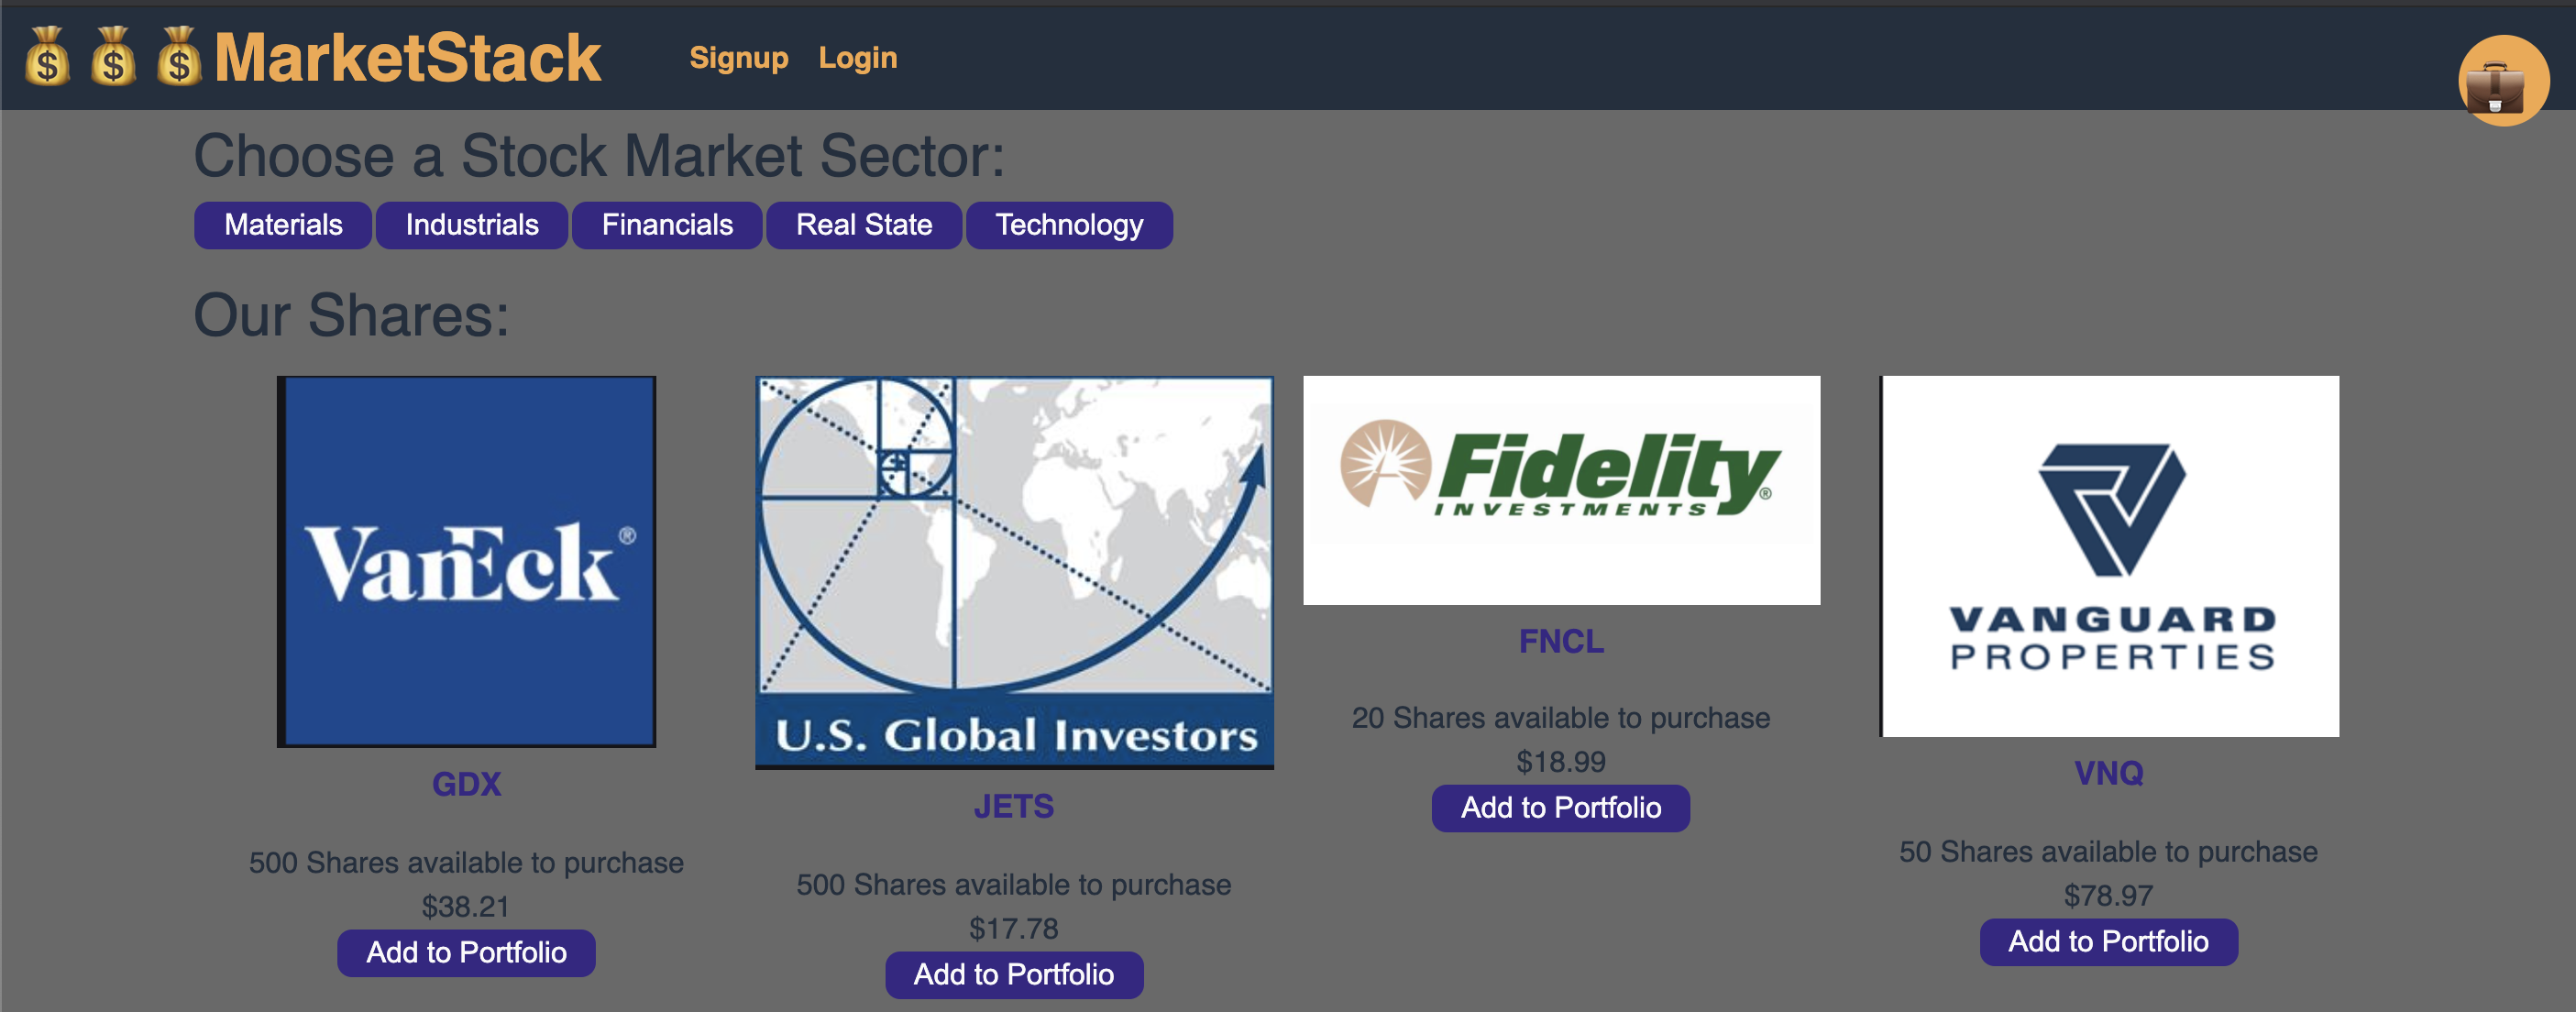 MarketStack Signup Login
Choose a Stock Market Sector:
Materials Industrials Financials Real State Technology
Our Shares:
VanEck®
GDX
500 Shares available to purchase
$38.21
Add to Portfolio
U.S. Global Investors
JETS
500 Shares available to purchase
$17.78
Add to Portfolio
Fidelity®
INVESTMENTS
FNCL
20 Shares available to purchase
$18.99
Add to Portfolio
VANGUARD
PROPERTIES
VNQ
50 Shares available to purchase
$78.97
Add to Portfolio